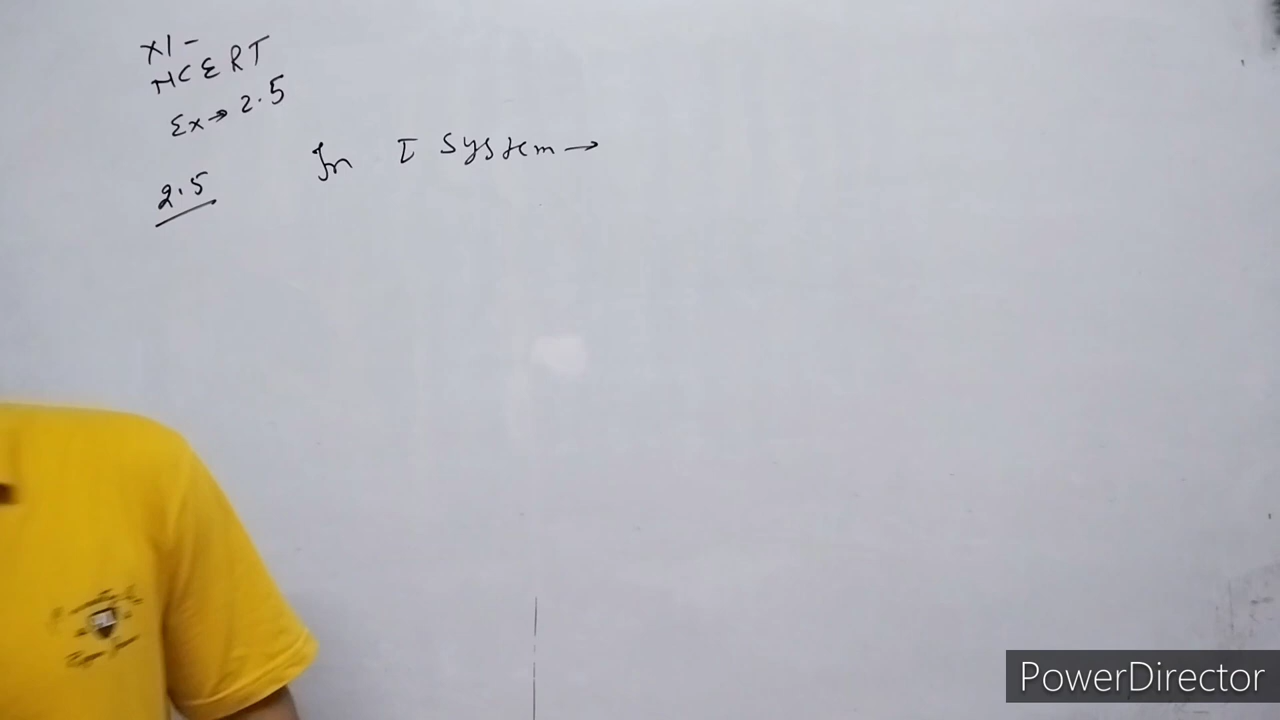 XI -
NCERT
Ex → 2.5
2.5 In I System →
PowerDirector